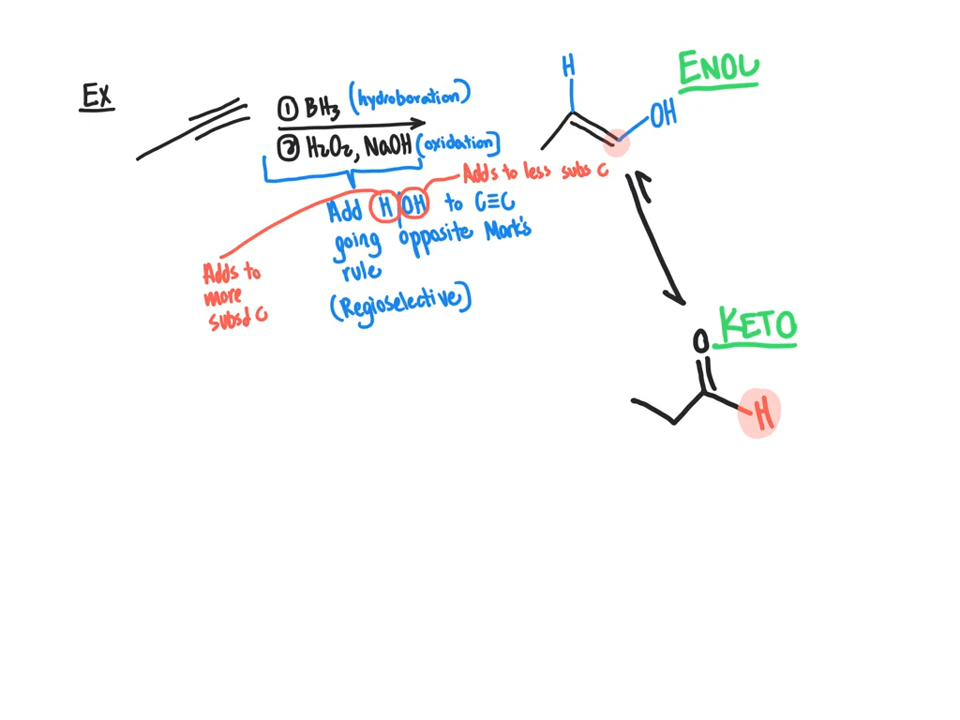 Ex
① BH₃ (hydroboration)
② H₂O₂, NaOH (oxidation)
H
ENOL
OH
Adds to less subs C
Add H OH to C≡C
going opposite Mark's
rule
(Regioselective)
Adds to
more
subsd C
KETO
O
H